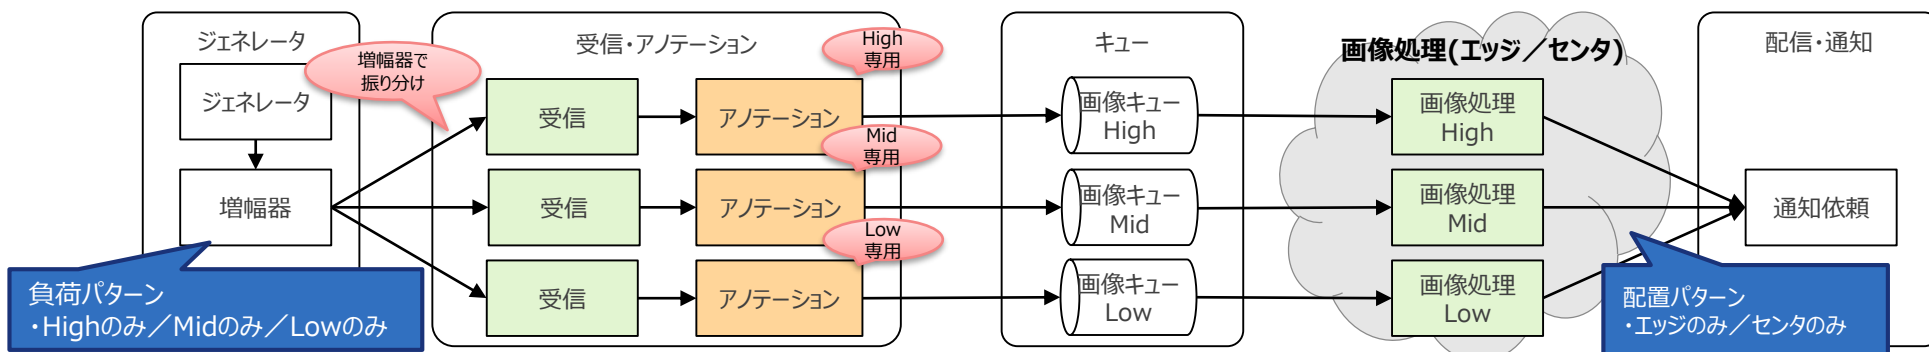 ジェネレータ
ジェネレータ
増幅器
増幅器で
振り分け
負荷パターン
・Highのみ／Midのみ／Lowのみ
受信・アノテーション
受信
アノテーション
High
専用
受信
アノテーション
Mid
専用
受信
アノテーション
Low
専用
キュー
画像キュー
High
画像キュー
Mid
画像キュー
Low
画像処理(エッジ／センタ)
画像処理
High
画像処理
Mid
画像処理
Low
配信・通知
通知依頼
配置パターン
・エッジのみ／センタのみ